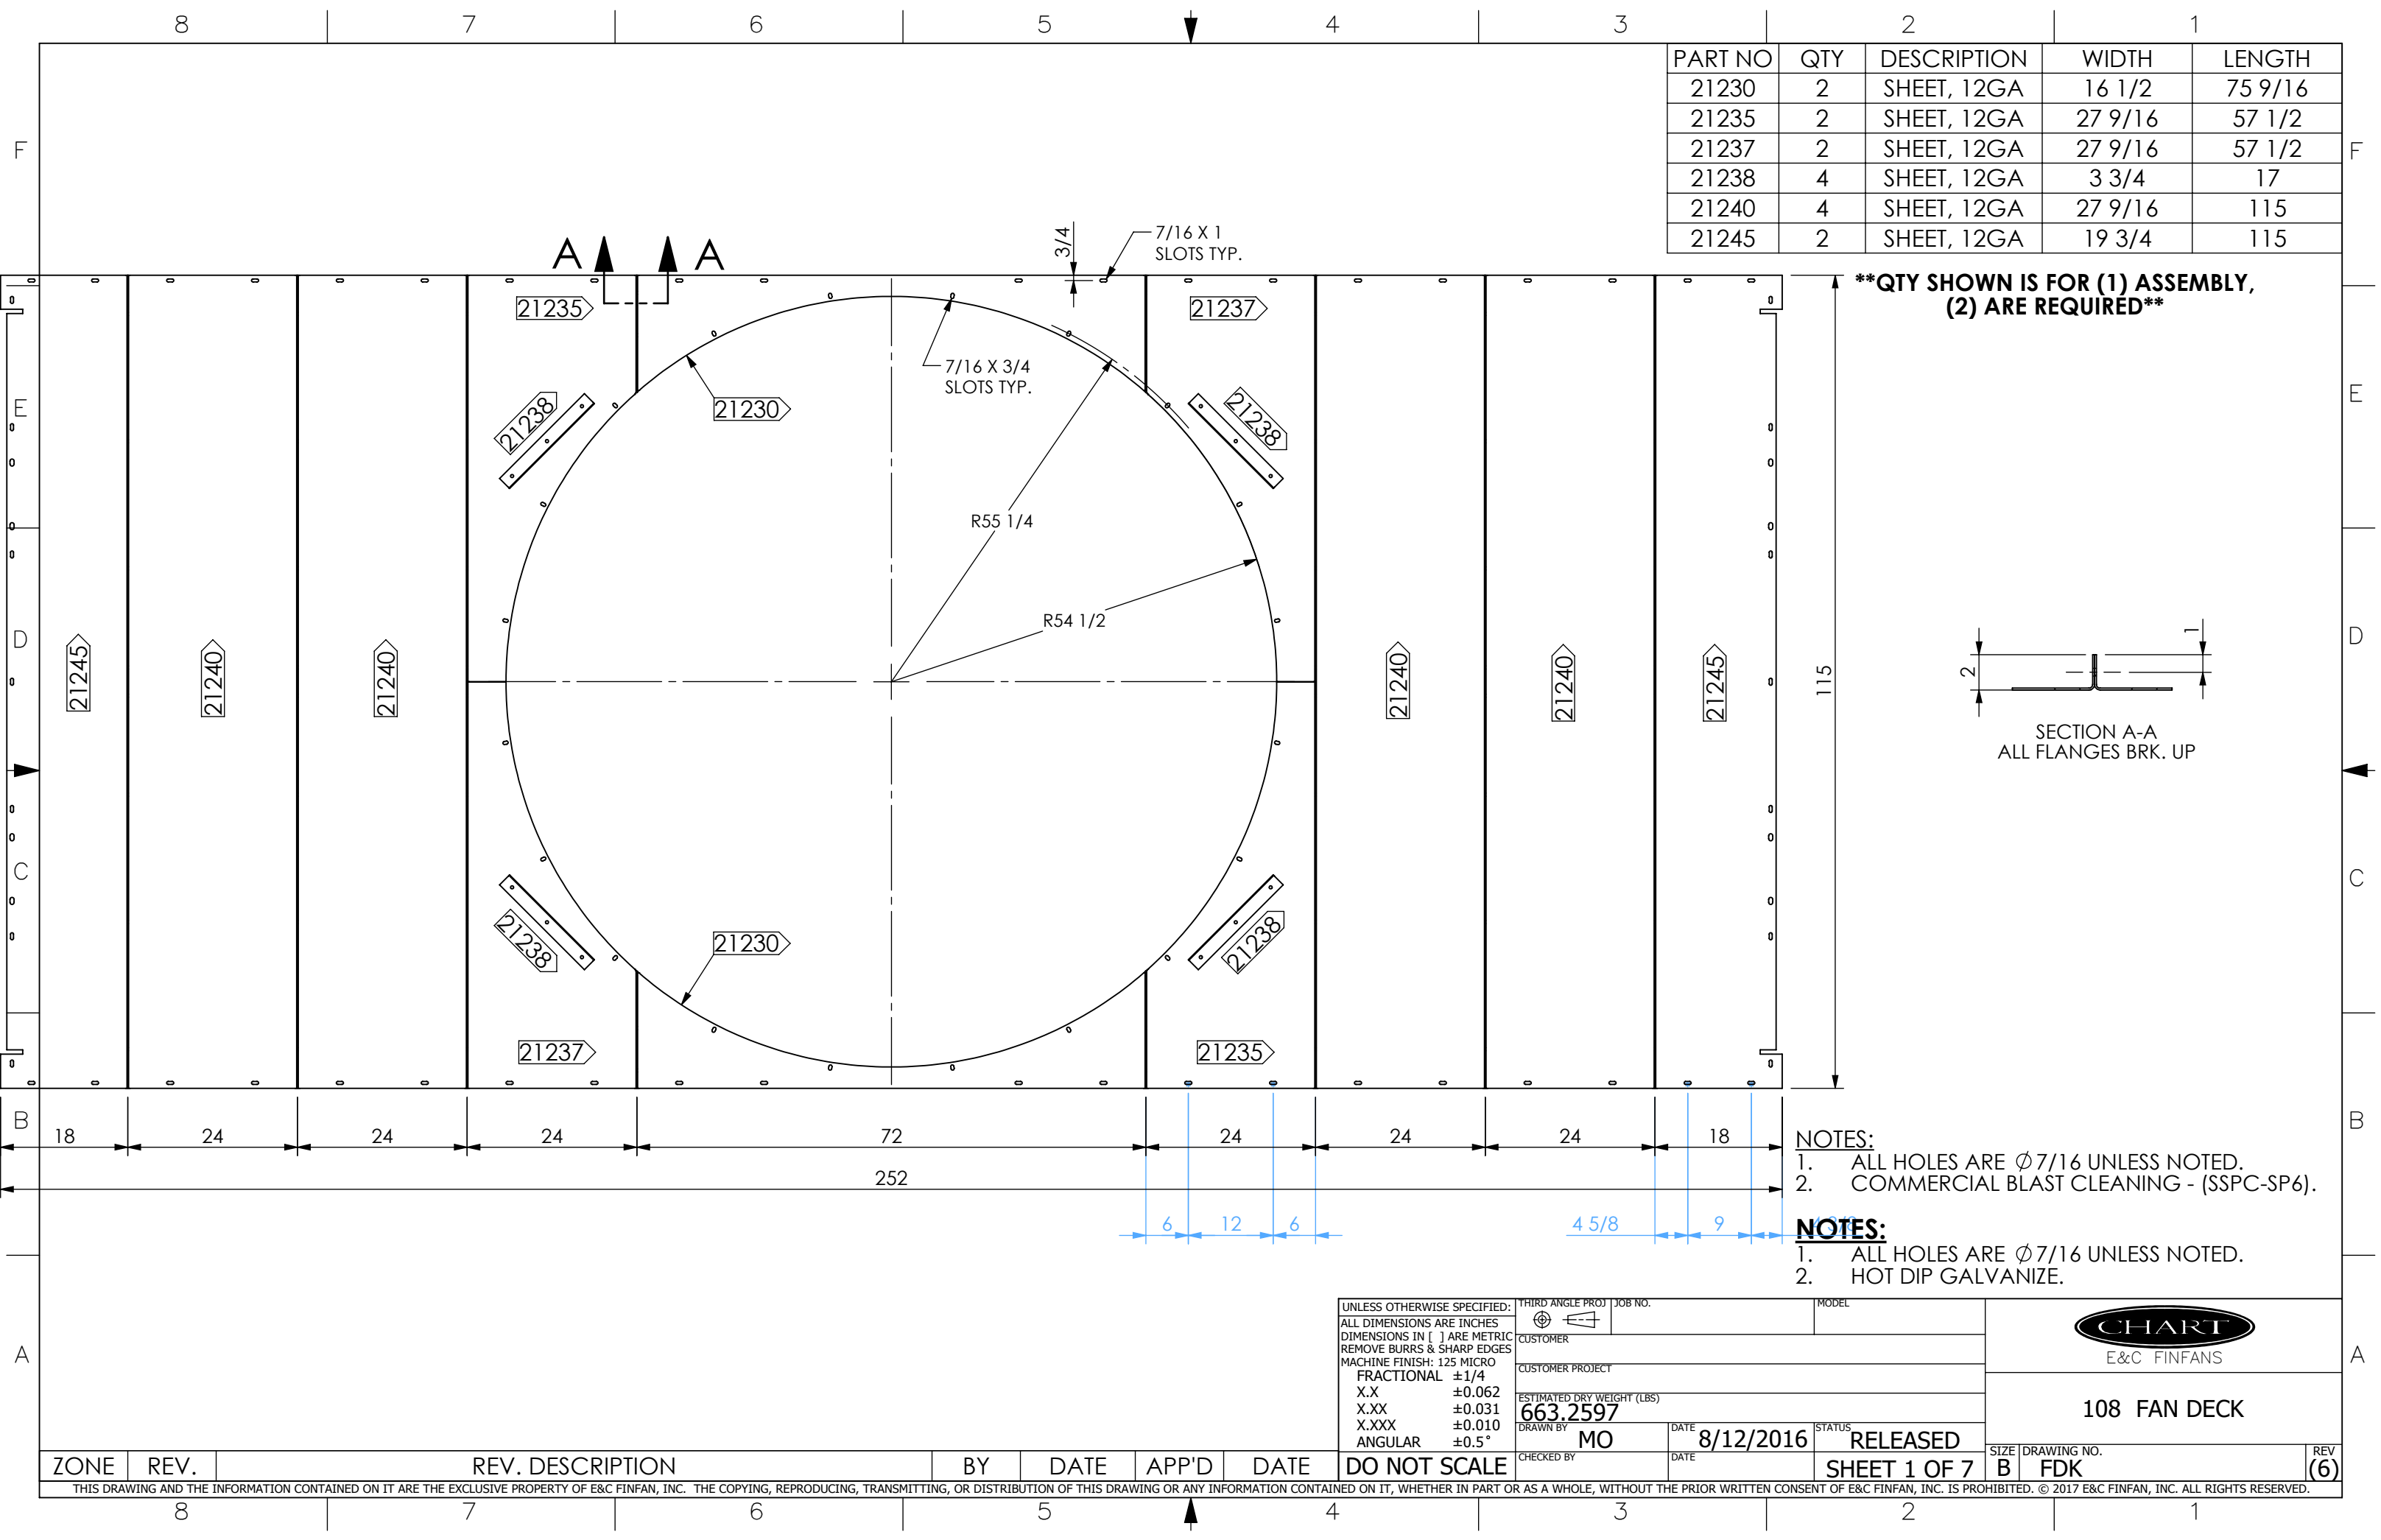 8 7 6 5 4 3 2 1
PART NO QTY DESCRIPTION WIDTH LENGTH
21230 2 SHEET, 12GA 16 1/2 75 9/16
21235 2 SHEET, 12GA 27 9/16 57 1/2
21237 2 SHEET, 12GA 27 9/16 57 1/2
21238 4 SHEET, 12GA 3 3/4 17
21240 4 SHEET, 12GA 27 9/16 115
21245 2 SHEET, 12GA 19 3/4 115
**QTY SHOWN IS FOR (1) ASSEMBLY,
(2) ARE REQUIRED**
F F
A A
3/4
7/16 X 1
SLOTS TYP.
21235
21237
7/16 X 3/4
SLOTS TYP.
E E
21238
21230
21238
R55 1/4
R54 1/2
D D
21245
21240
21240
21240
21240
21245
115
2
1
SECTION A-A
ALL FLANGES BRK. UP
C C
21238
21230
21238
21237
21235
B B
18 24 24 24 72 24 24 24 18
252
6 12 6 4 5/8 9 4 3/8
NOTES:
1. ALL HOLES ARE ∅7/16 UNLESS NOTED.
2. COMMERCIAL BLAST CLEANING - (SSPC-SP6).
NOTES:
1. ALL HOLES ARE ∅7/16 UNLESS NOTED.
2. HOT DIP GALVANIZE.
A A
UNLESS OTHERWISE SPECIFIED:
ALL DIMENSIONS ARE INCHES
DIMENSIONS IN [ ] ARE METRIC
REMOVE BURRS & SHARP EDGES
MACHINE FINISH: 125 MICRO
FRACTIONAL ±1/4
X.X ±0.062
X.XX ±0.031
X.XXX ±0.010
ANGULAR ±0.5°
DO NOT SCALE
THIRD ANGLE PROJ
JOB NO.
MODEL
CUSTOMER
CUSTOMER PROJECT
ESTIMATED DRY WEIGHT (LBS)
663.2597
DRAWN BY MO
DATE 8/12/2016
STATUS RELEASED
CHECKED BY
DATE
SHEET 1 OF 7
CHART
E&C FINFANS
108 FAN DECK
SIZE B
DRAWING NO. FDK
REV (6)
ZONE REV. REV. DESCRIPTION BY DATE APP'D DATE
THIS DRAWING AND THE INFORMATION CONTAINED ON IT ARE THE EXCLUSIVE PROPERTY OF E&C FINFAN, INC. THE COPYING, REPRODUCING, TRANSMITTING, OR DISTRIBUTION OF THIS DRAWING OR ANY INFORMATION CONTAINED ON IT, WHETHER IN PART OR AS A WHOLE, WITHOUT THE PRIOR WRITTEN CONSENT OF E&C FINFAN, INC. IS PROHIBITED. © 2017 E&C FINFAN, INC. ALL RIGHTS RESERVED.
8 7 6 5 4 3 2 1